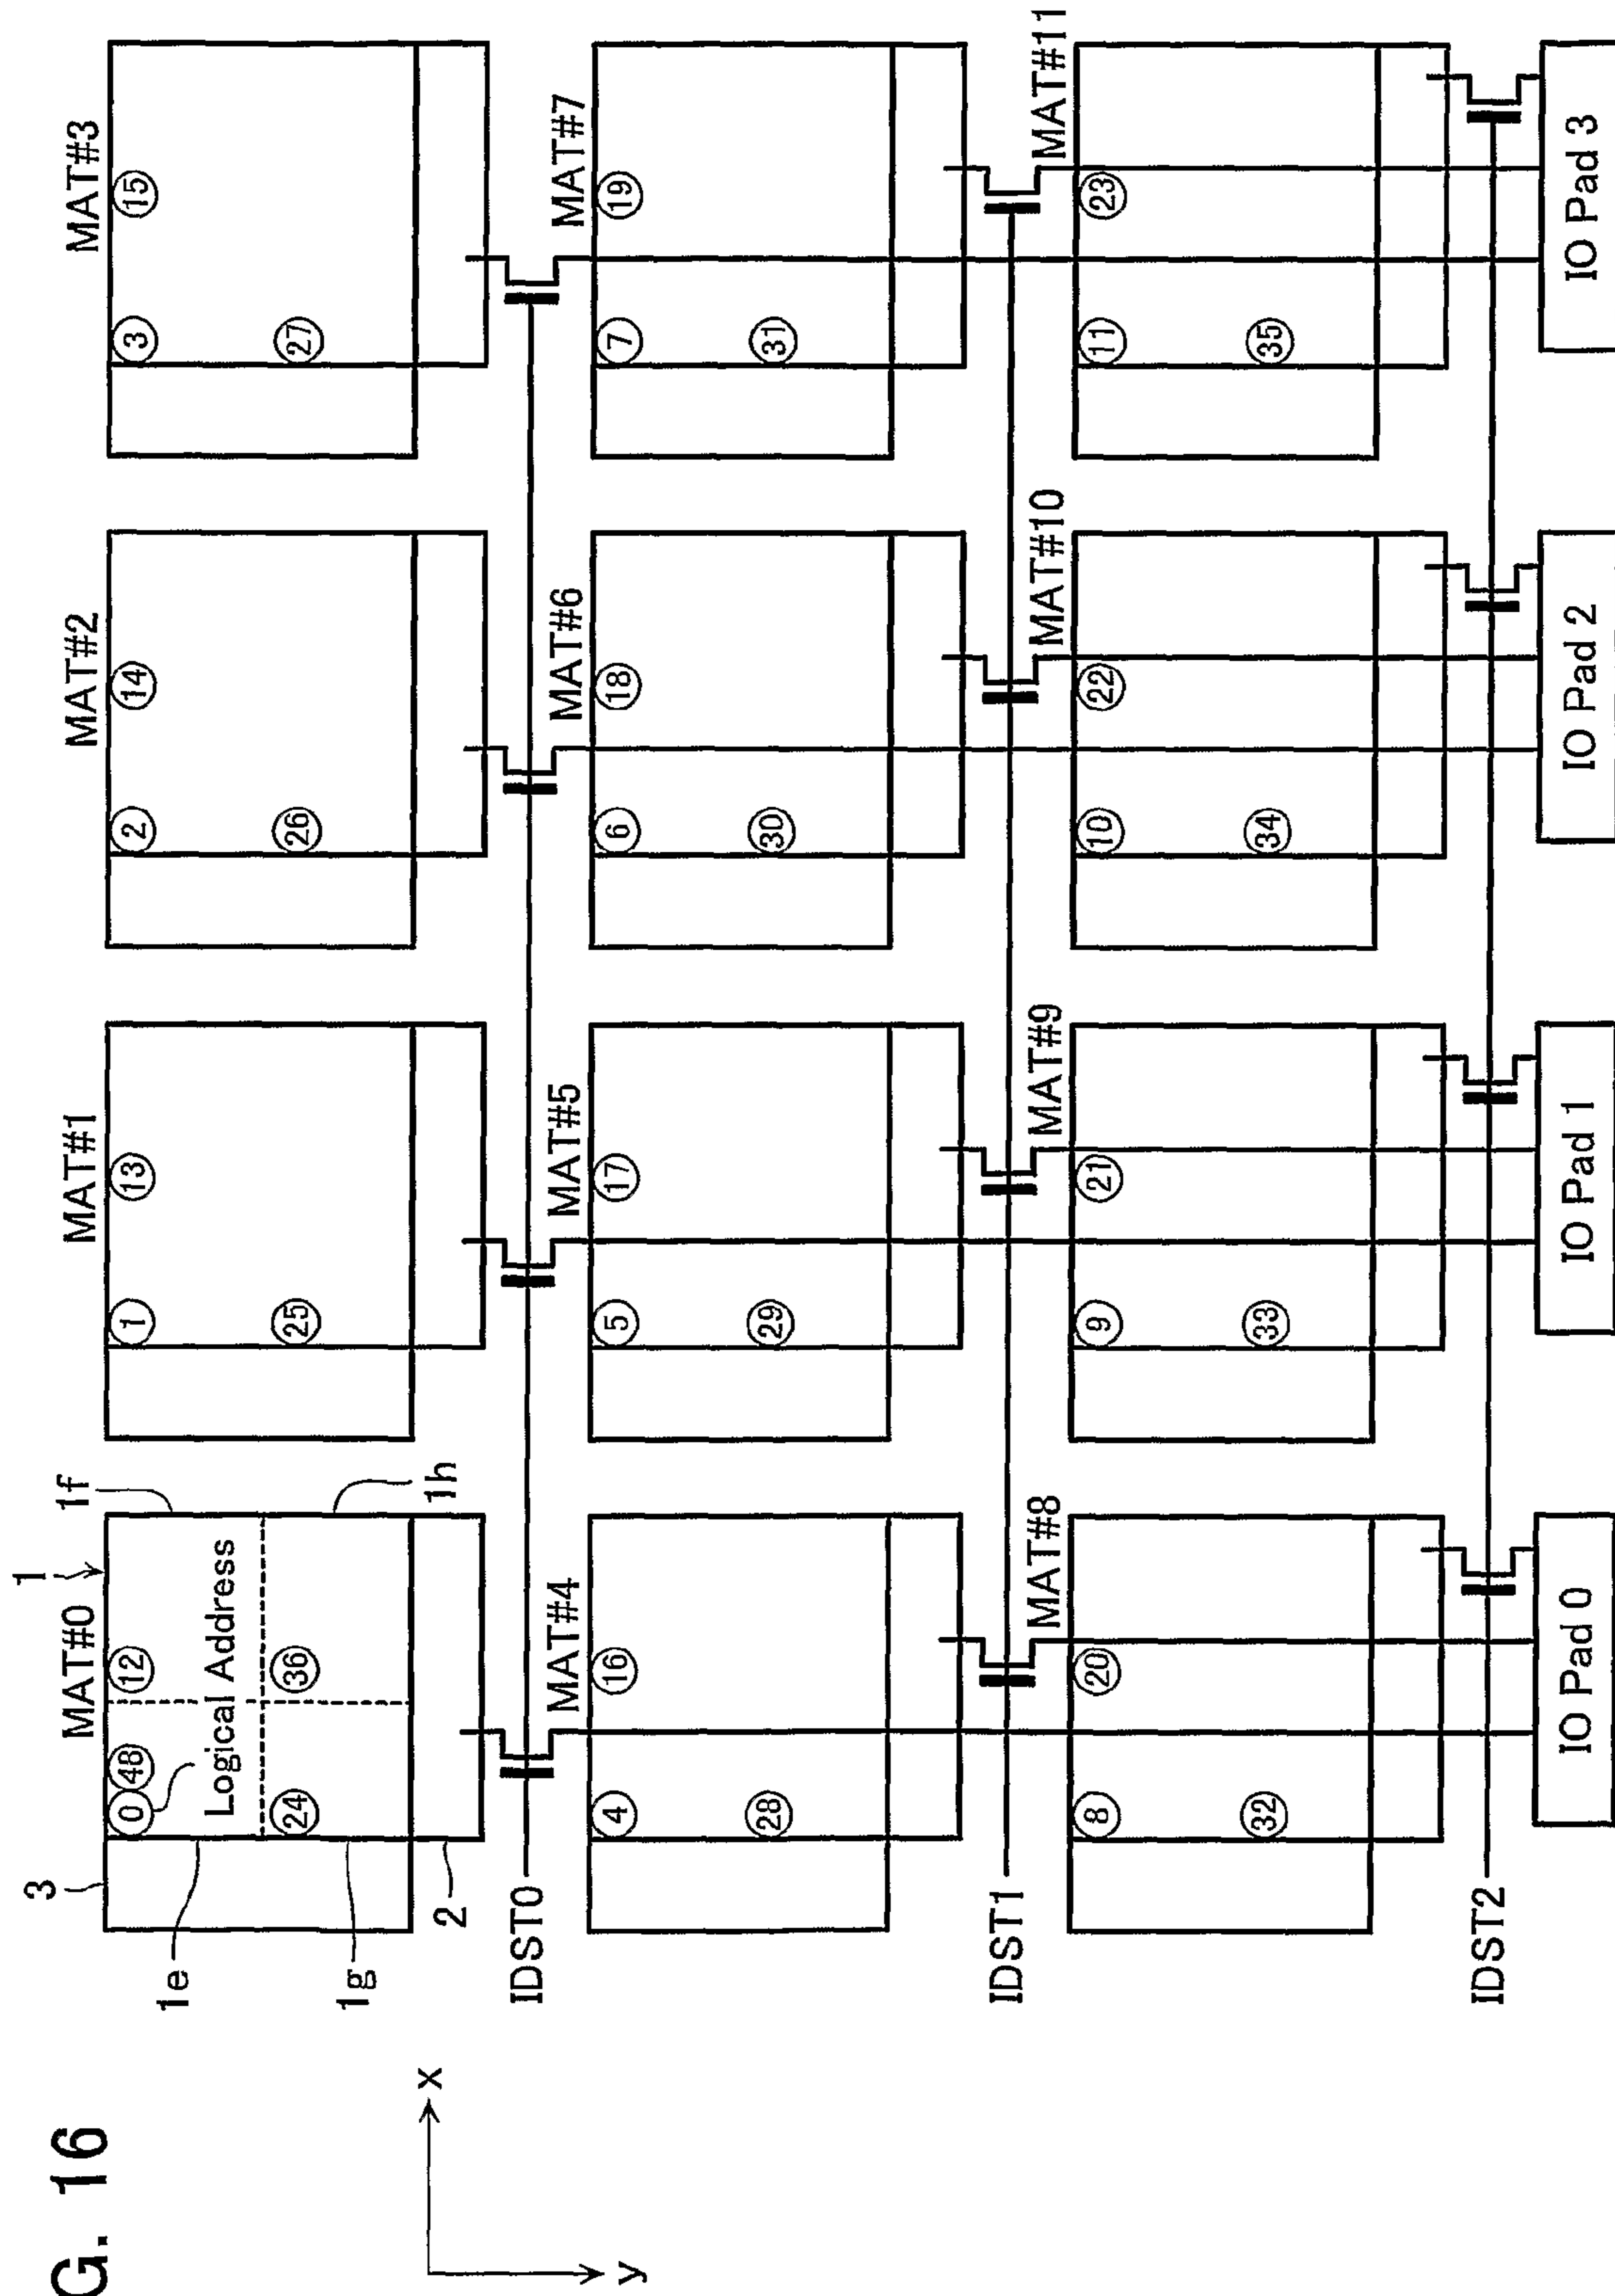 G. 16
x
y
MAT#0
MAT#1
MAT#2
MAT#3
1
3
1e
1f
1g
1h
2
0
48
12
Logical Address
24
36
1
13
25
2
14
26
3
15
27
IDST0
MAT#4
MAT#5
MAT#6
MAT#7
4
16
28
5
17
29
6
18
30
7
19
31
IDST1
MAT#8
MAT#9
MAT#10
MAT#11
8
20
32
9
21
33
10
22
34
11
23
35
IDST2
IO Pad 0
IO Pad 1
IO Pad 2
IO Pad 3